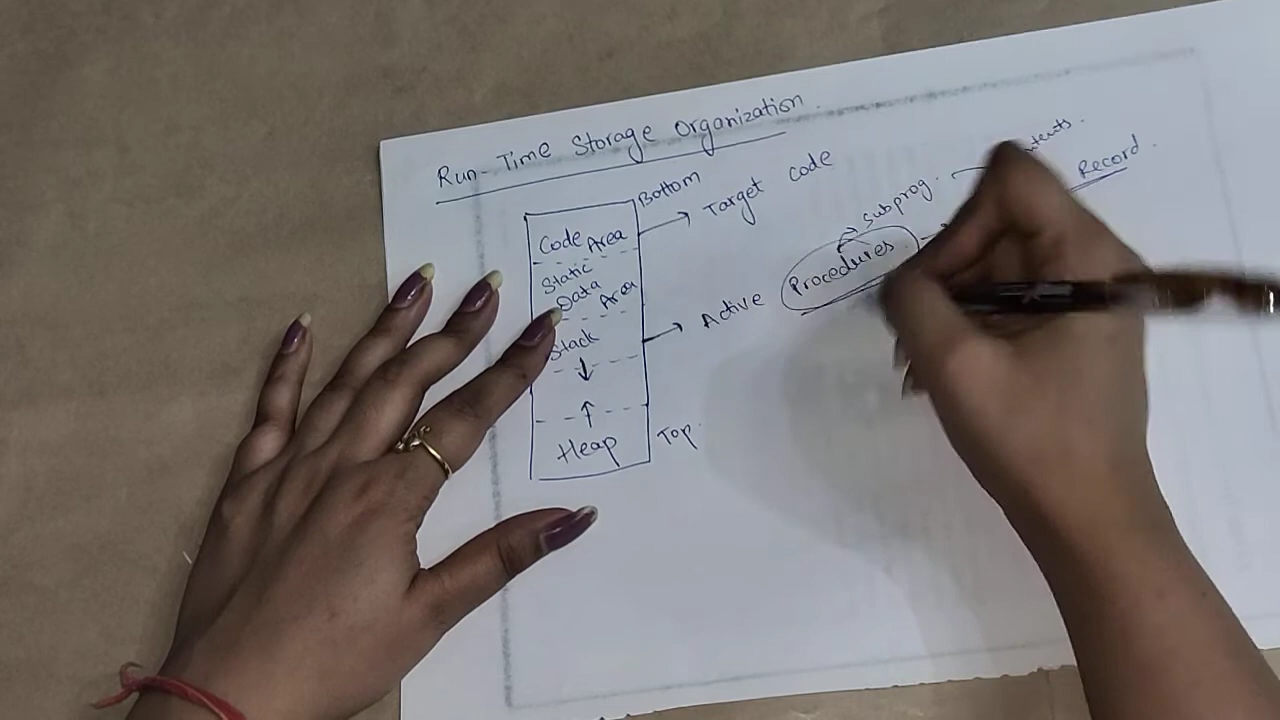 Run-Time Storage Organization.
Bottom
Code Area
Target code
Static
Data Area
Stack
Active Procedures.
Subprog.
Record.
Heap
Top.